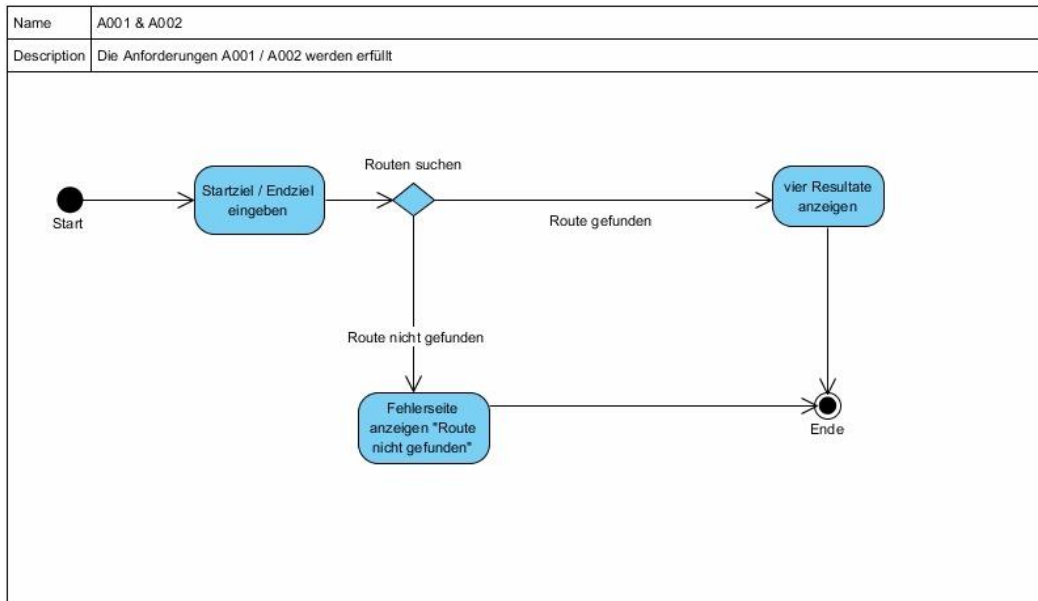 Name A001 & A002
Description Die Anforderungen A001 / A002 werden erfüllt
Routen suchen
Startziel / Endziel
eingeben
vier Resultate
anzeigen
Start
Route gefunden
Route nicht gefunden
Fehlerseite
anzeigen "Route
nicht gefunden"
Ende